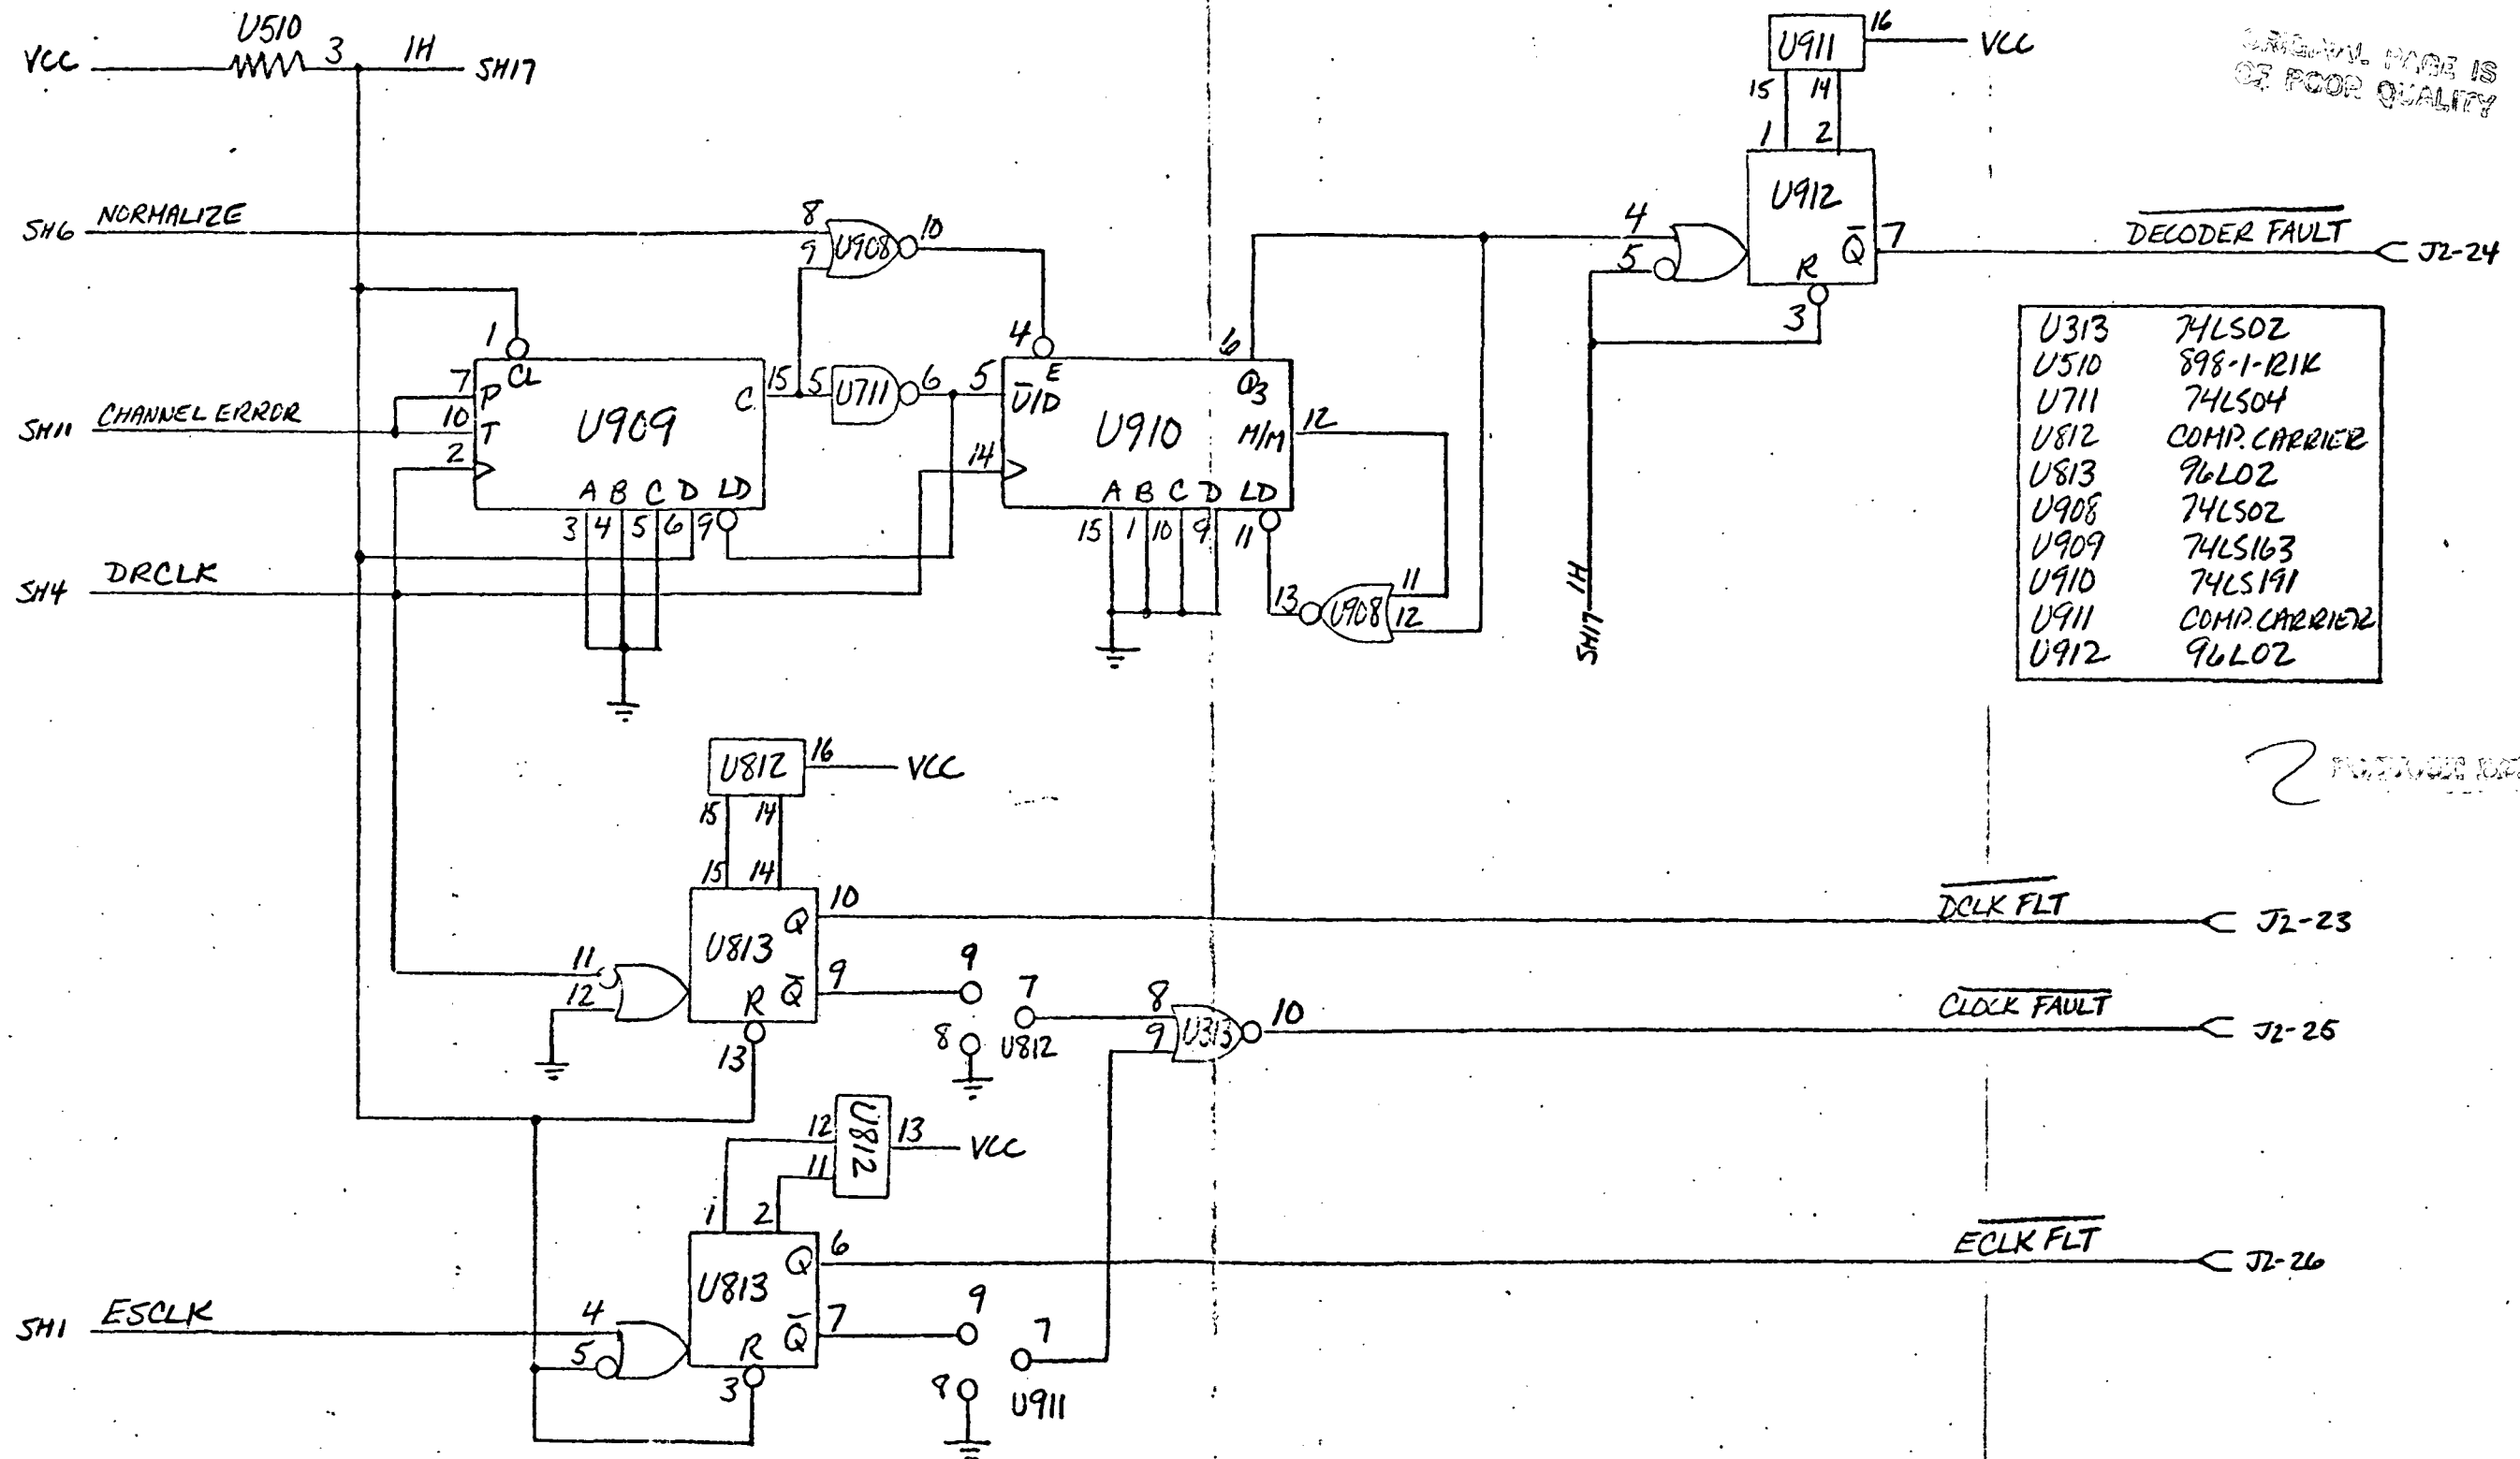 U510
VCC 3 1H SH17
U911 16 VCC
15 14
1 2
ORIGINAL PAGE IS
OF POOR QUALITY
SH6 NORMALIZE 8 9 U908 10
4 5 U912 Q̅ 7 DECODER FAULT J2-24
R
3
1 CL
7 P
SH11 CHANNEL ERROR 10 T
2
U909
C 15 5 U711 6
A B C D LD
3 4 5 6 9
4 E
5 U̅/D
14
U910
6 Q3
M/M 12
A B C D LD
15 1 10 9 11
13 U908 11 12
SH17 1H
SH4 DRCLK
U313 74LS02
U510 898-1-R1K
U711 74LS04
U812 COMP. CARRIER
U813 96L02
U908 74LS02
U909 74LS163
U910 74LS191
U911 COMP. CARRIER
U912 96L02
U812 16 VCC
15 14
15 14
11 12 U813 Q 10 DCLK FLT J2-23
R Q̅ 9 9
13
8 7 U812
8 9 U313 10 CLOCK FAULT J2-25
12 11 U812 13 VCC
1 2
SH1 ESCLK 4 5 U813 Q 6 ECLK FLT J2-26
R Q̅ 7 9
3
8 7 U911